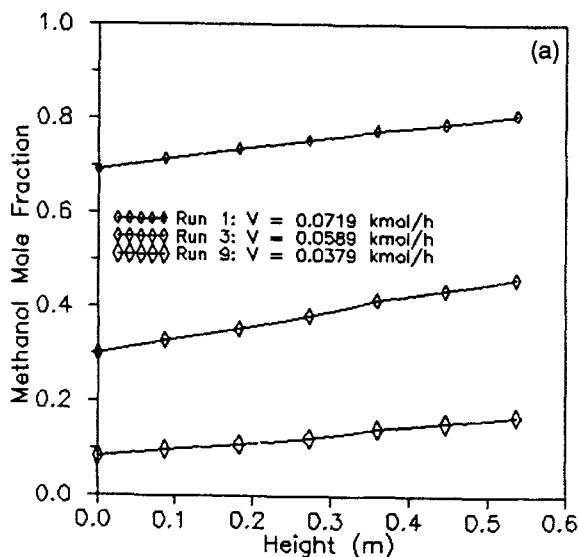 (a)
1.0
0.8
0.6
0.4
0.2
0.0
Methanol Mole Fraction
Run 1: V = 0.0719 kmol/h
Run 3: V = 0.0589 kmol/h
Run 9: V = 0.0379 kmol/h
0.0 0.1 0.2 0.3 0.4 0.5 0.6
Height (m)